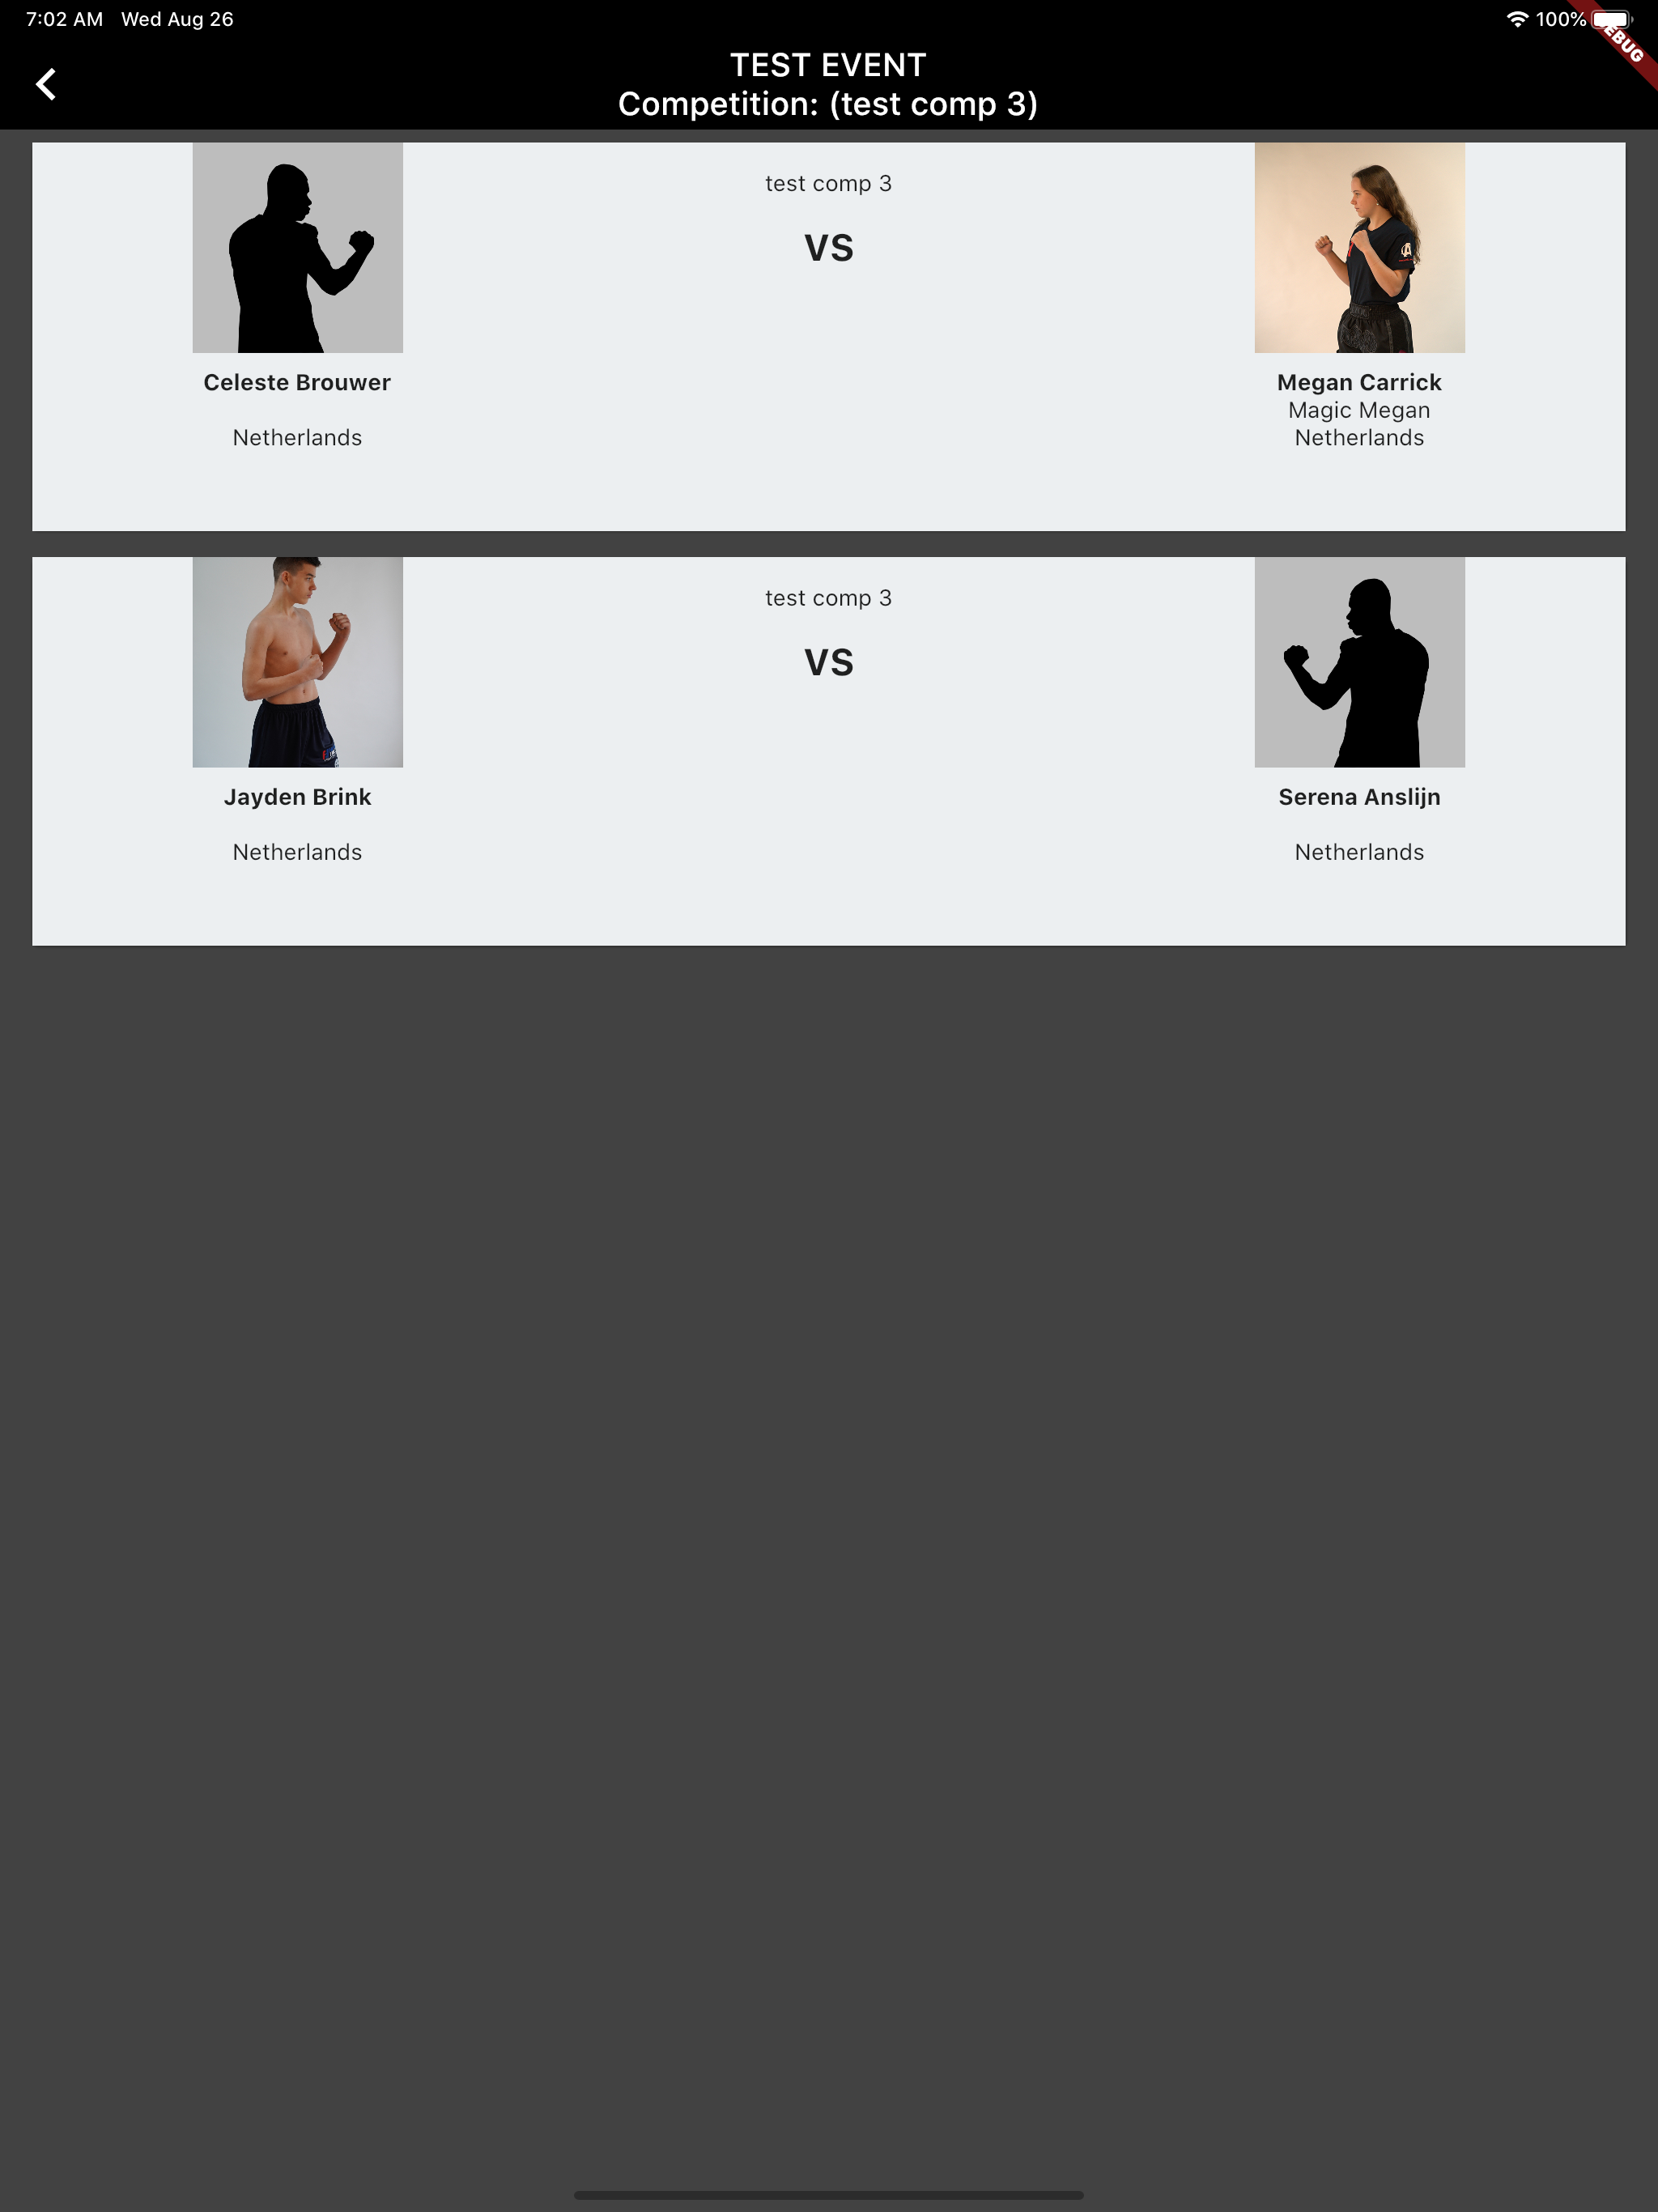 7:02 AM Wed Aug 26
100%
TEST EVENT
Competition: (test comp 3)
test comp 3
VS
Celeste Brouwer
Netherlands
Megan Carrick
Magic Megan
Netherlands
test comp 3
VS
Jayden Brink
Netherlands
Serena Anslijn
Netherlands